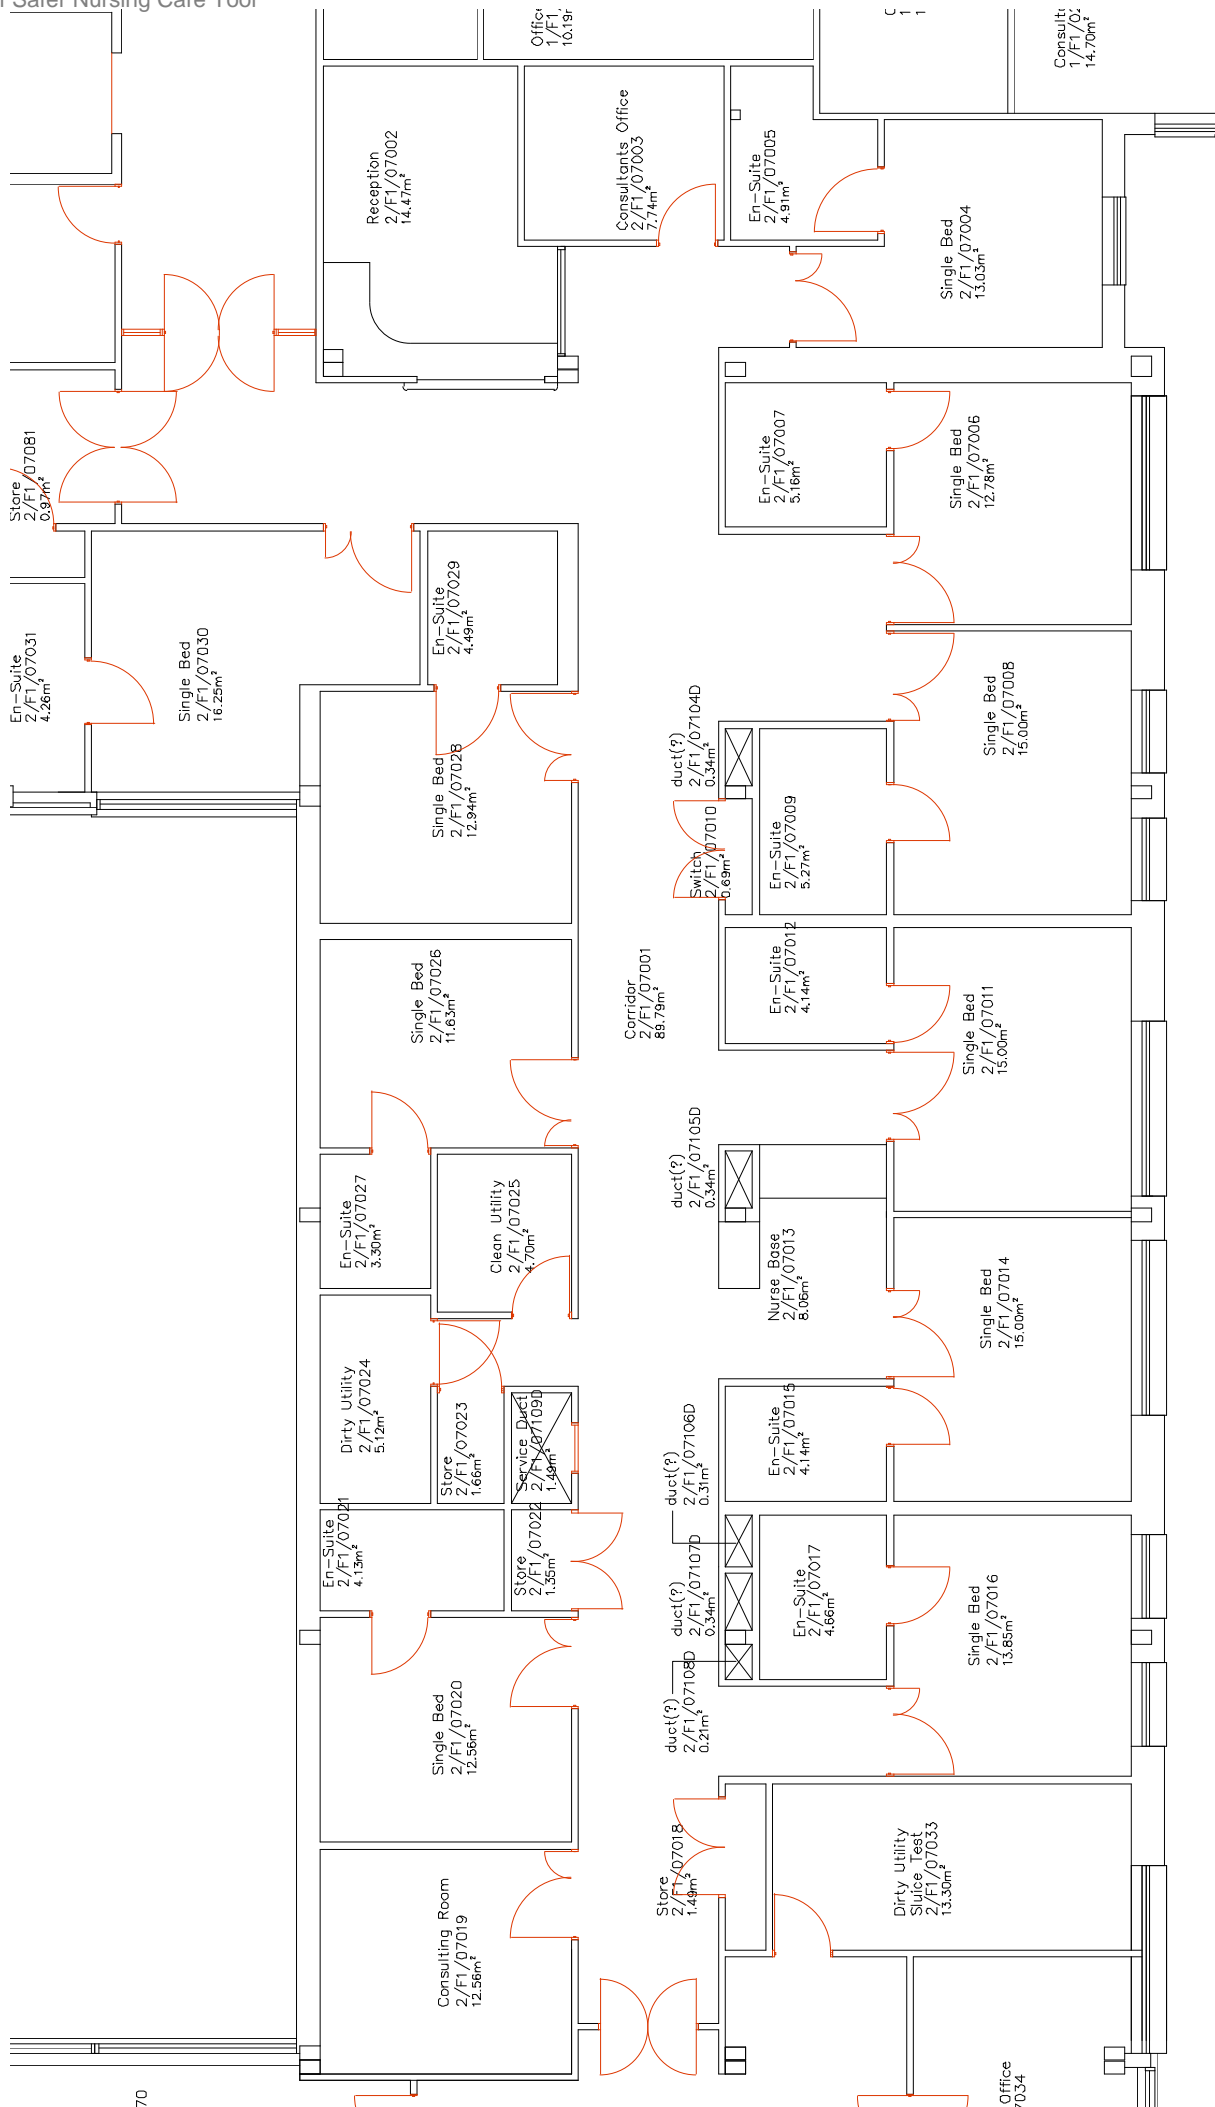 Safer Nursing Care Tool
Office
1/F1/
10.19m
Consult
1/F1/02
14.70m²
Reception
2/F1/07002
14.47m²
Consultants Office
2/F1/07003
7.74m²
En-Suite
2/F1/07005
4.91m²
Single Bed
2/F1/07004
13.03m²
Store
2/F1/07081
0.97m²
En-Suite
2/F1/07007
5.16m²
Single Bed
2/F1/07006
12.78m²
En-Suite
2/F1/07031
4.26m²
Single Bed
2/F1/07030
16.25m²
En-Suite
2/F1/07029
4.49m²
Single Bed
2/F1/07028
12.94m²
duct(?)
2/F1/07104D
0.34m²
Single Bed
2/F1/07008
15.00m²
Switch
2/F1/07010
0.69m²
En-Suite
2/F1/07009
5.27m²
Single Bed
2/F1/07026
11.63m²
Corridor
2/F1/07001
89.79m²
En-Suite
2/F1/07012
4.14m²
Single Bed
2/F1/07011
15.00m²
En-Suite
2/F1/07027
3.30m²
Clean Utility
2/F1/07025
4.70m²
duct(?)
2/F1/07105D
0.34m²
Nurse Base
2/F1/07013
8.06m²
Single Bed
2/F1/07014
15.00m²
Dirty Utility
2/F1/07024
5.12m²
Store
2/F1/07023
1.66m²
Service Duct
2/F1/07109D
1.49m²
duct(?)
2/F1/07106D
0.31m²
En-Suite
2/F1/07015
4.14m²
En-Suite
2/F1/07021
4.13m²
Store
2/F1/07022
1.35m²
duct(?)
2/F1/07107D
0.34m²
En-Suite
2/F1/07017
4.66m²
Single Bed
2/F1/07016
13.85m²
Single Bed
2/F1/07020
12.56m²
duct(?)
2/F1/07108D
0.21m²
Consulting Room
2/F1/07019
12.56m²
Store
2/F1/07018
1.49m²
Dirty Utility
Sluice Test
2/F1/07033
13.30m²
70
Office
7034